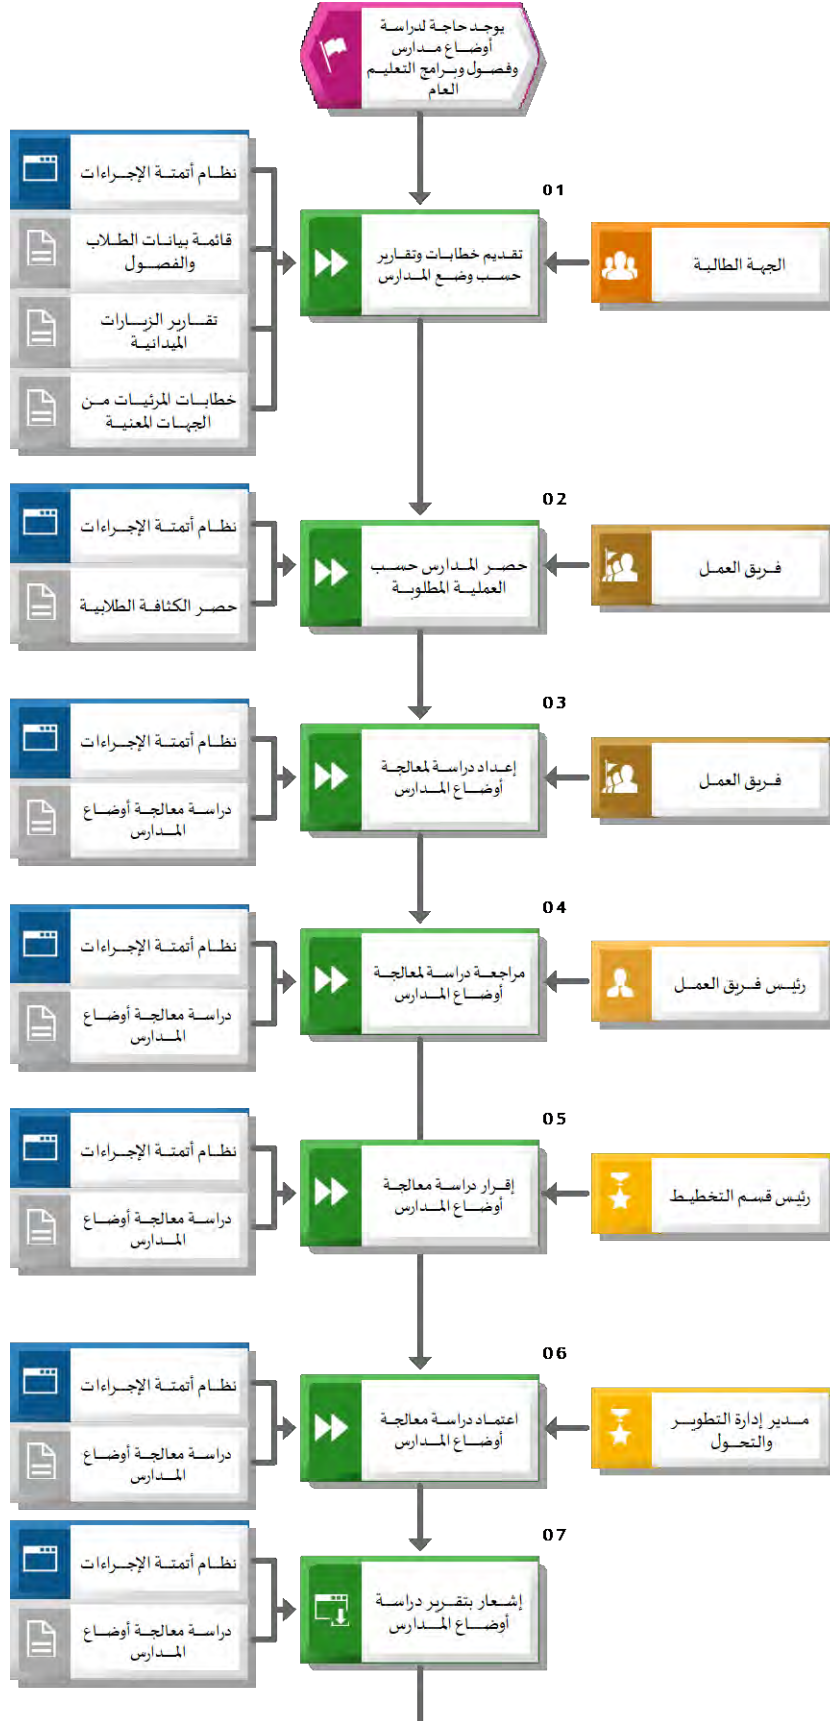 يوجد حاجة لدراسة
أوضاع مدارس
وفصول وبرامج التعليم
العام
01
الجهة الطالبة
تقديم خطابات وتقارير
حسب وضع المدارس
نظام أتمتة الإجراءات
قائمة بيانات الطلاب
والفصول
تقارير الزيارات
الميدانية
خطابات المرئيات من
الجهات المعنية
02
فريق العمل
حصر المدارس حسب
العملية المطلوبة
نظام أتمتة الإجراءات
حصر الكثافة الطلابية
03
فريق العمل
إعداد دراسة لمعالجة
أوضاع المدارس
نظام أتمتة الإجراءات
دراسة معالجة أوضاع
المدارس
04
رئيس فريق العمل
مراجعة دراسة لمعالجة
أوضاع المدارس
نظام أتمتة الإجراءات
دراسة معالجة أوضاع
المدارس
05
رئيس قسم التخطيط
إقرار دراسة معالجة
أوضاع المدارس
نظام أتمتة الإجراءات
دراسة معالجة أوضاع
المدارس
06
مدير إدارة التطوير
والتحول
اعتماد دراسة معالجة
أوضاع المدارس
نظام أتمتة الإجراءات
دراسة معالجة أوضاع
المدارس
07
إشعار بتقرير دراسة
أوضاع المدارس
نظام أتمتة الإجراءات
دراسة معالجة أوضاع
المدارس